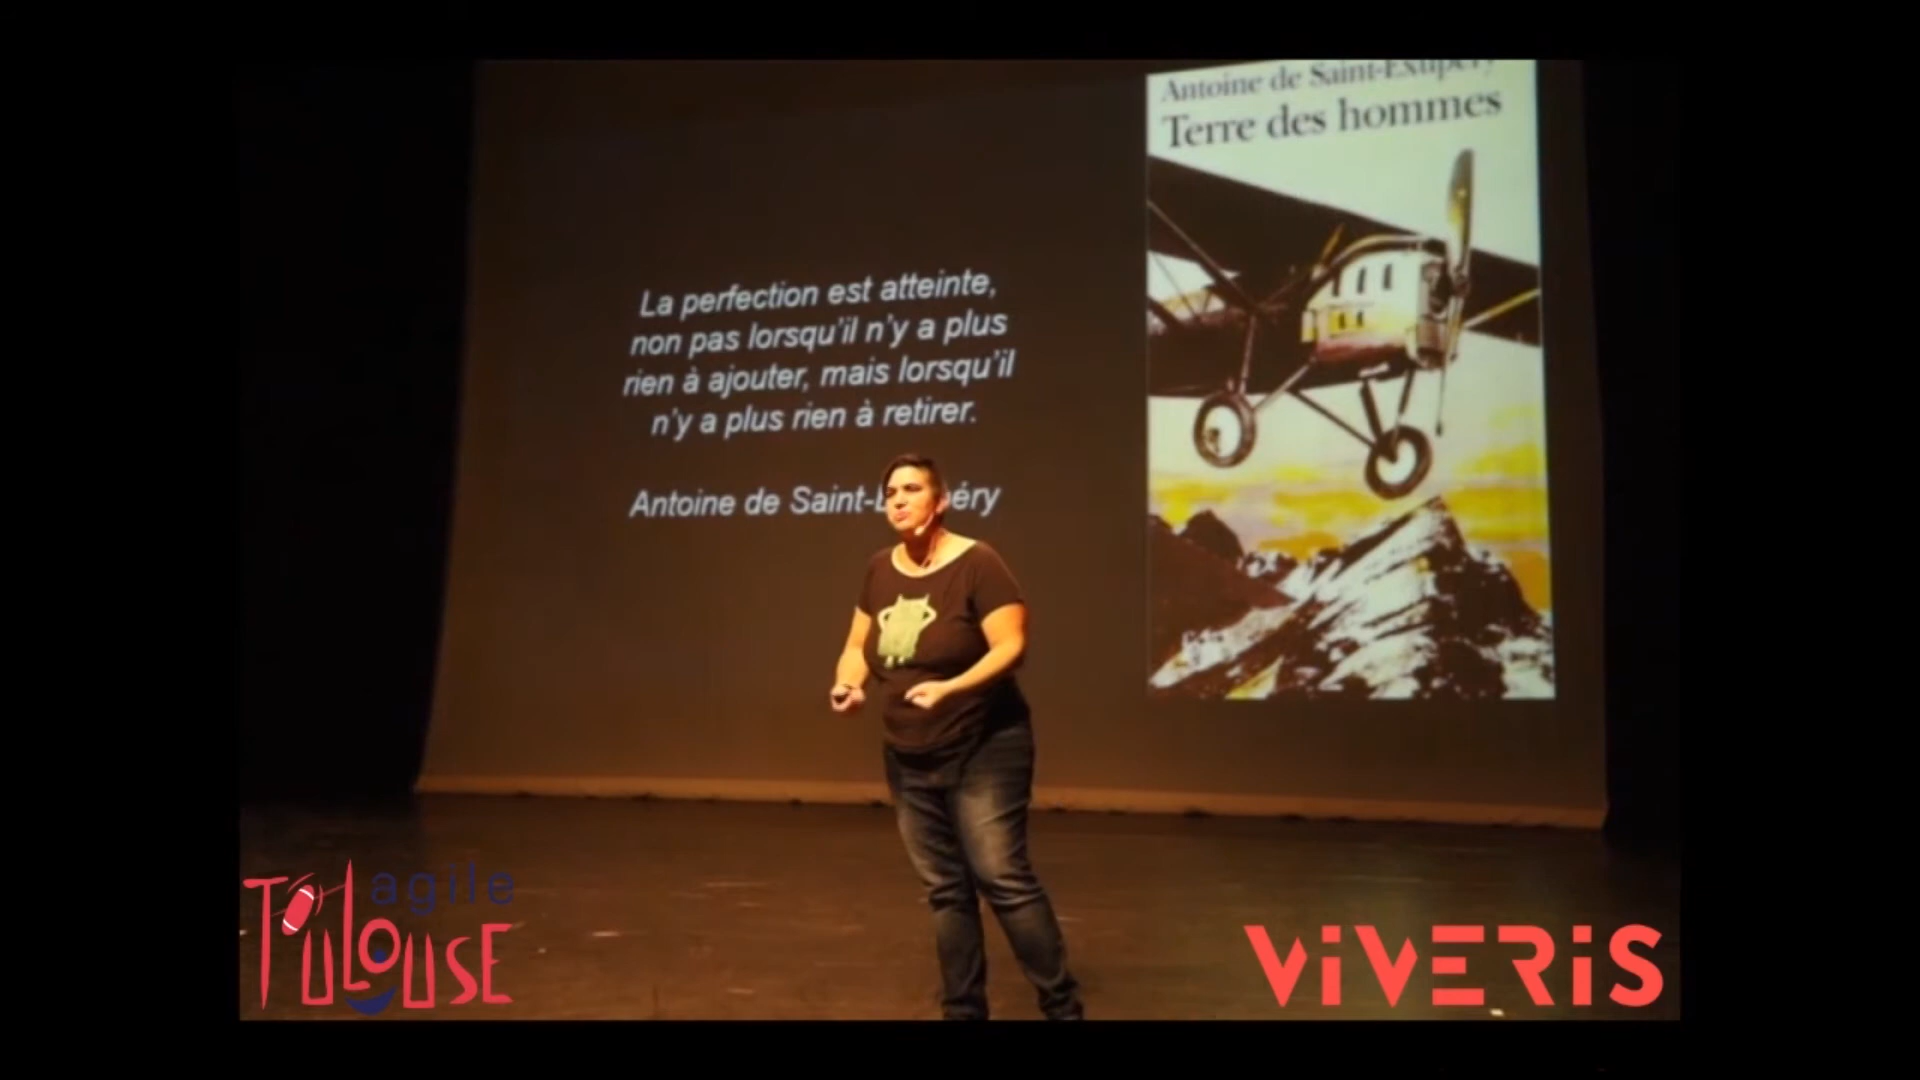 Antoine de Saint-Exupéry
Terre des hommes
La perfection est atteinte,
non pas lorsqu'il n'y a plus
rien à ajouter, mais lorsqu'il
n'y a plus rien à retirer.
Antoine de Saint-E péry
agile
TOULOUSE
ViVERiS